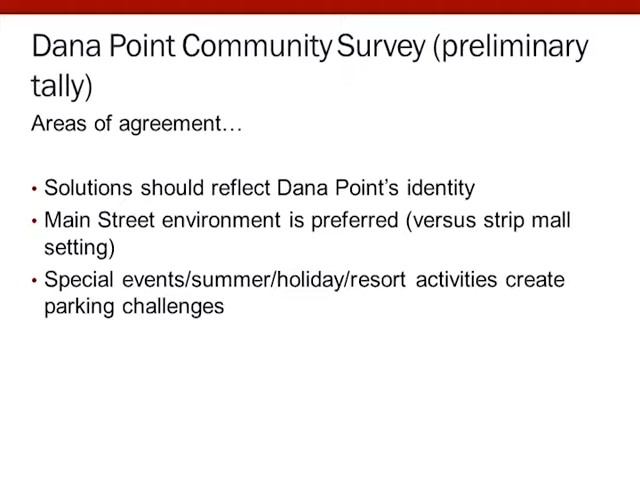 Dana Point Community Survey (preliminary
tally)
Areas of agreement…
• Solutions should reflect Dana Point's identity
• Main Street environment is preferred (versus strip mall
setting)
• Special events/summer/holiday/resort activities create
parking challenges